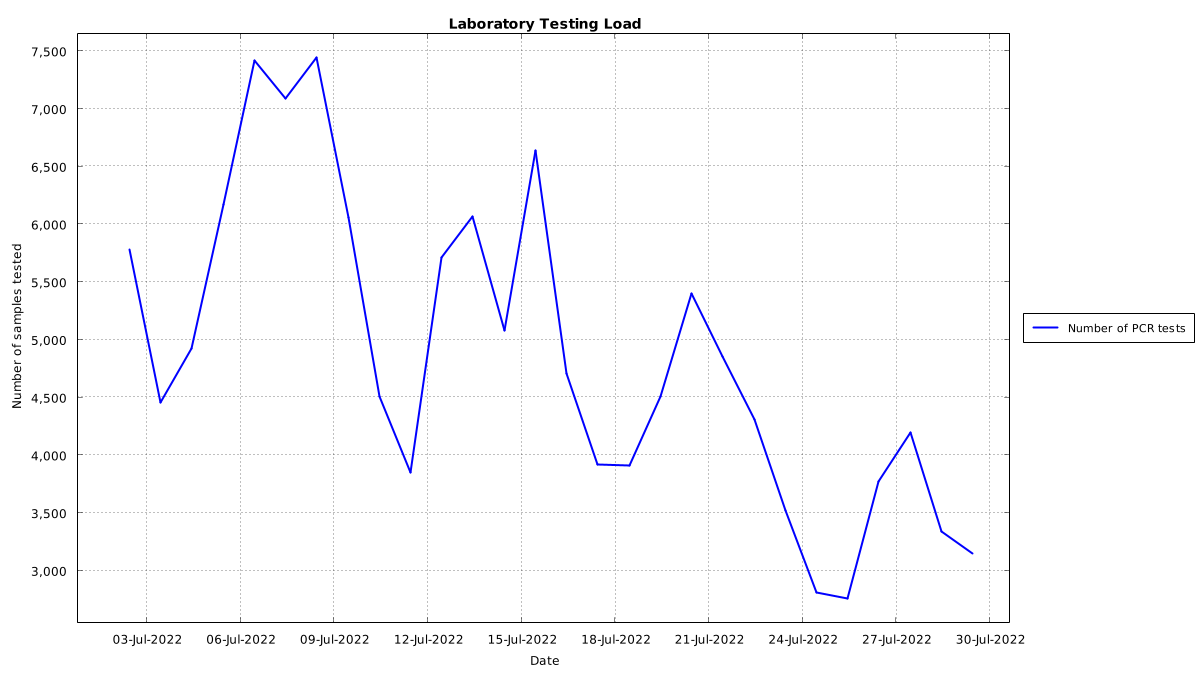 Laboratory Testing Load
7,500
7,000
6,500
6,000
5,500
5,000
4,500
4,000
3,500
3,000
Number of samples tested
03-Jul-2022 06-Jul-2022 09-Jul-2022 12-Jul-2022 15-Jul-2022 18-Jul-2022 21-Jul-2022 24-Jul-2022 27-Jul-2022 30-Jul-2022
Date
Number of PCR tests